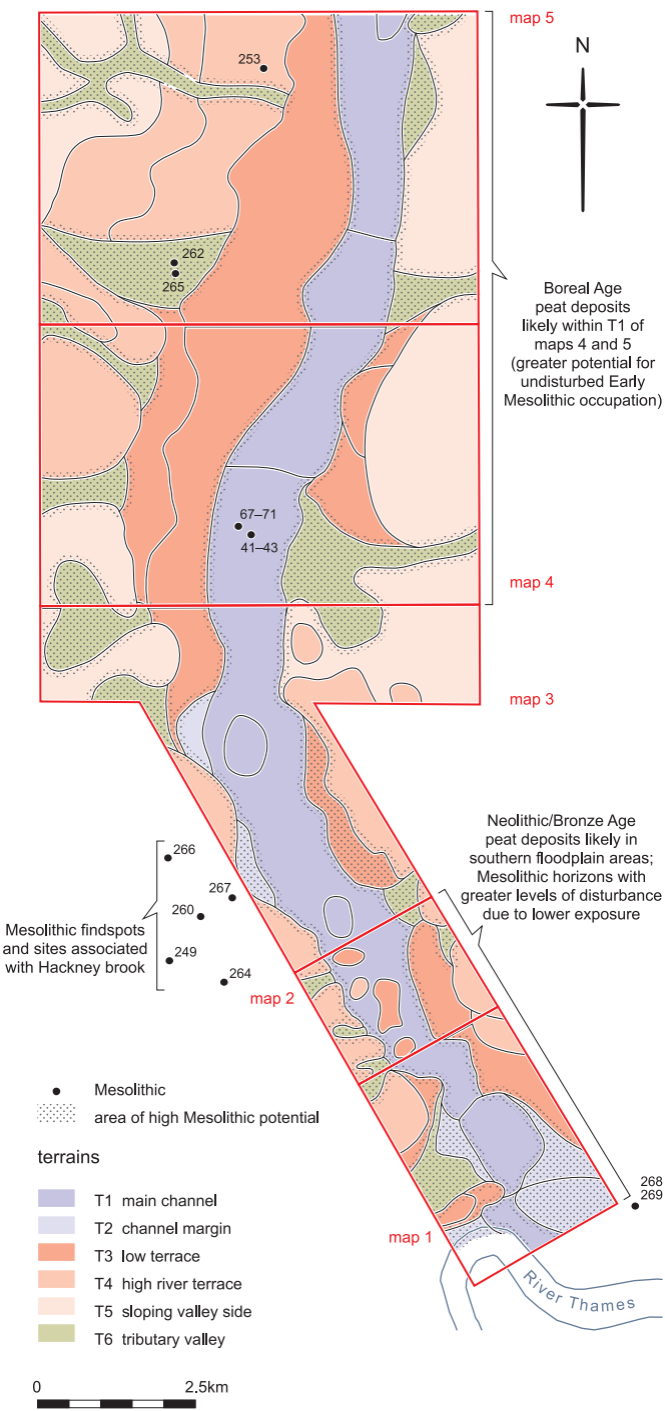 map 5
N
253
262
265
Boreal Age
peat deposits
likely within T1 of
maps 4 and 5
(greater potential for
undisturbed Early
Mesolithic occupation)
67–71
41–43
map 4
map 3
Neolithic/Bronze Age
peat deposits likely in
southern floodplain areas;
Mesolithic horizons with
greater levels of disturbance
due to lower exposure
266
267
260
249
264
Mesolithic findspots
and sites associated
with Hackney brook
map 2
Mesolithic
area of high Mesolithic potential
terrains
T1 main channel
T2 channel margin
T3 low terrace
T4 high river terrace
T5 sloping valley side
T6 tributary valley
268
269
map 1
River Thames
0 2.5km